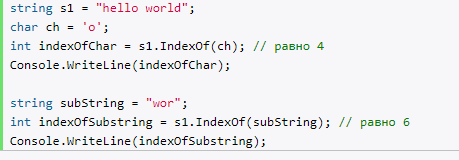 string s1 = "hello world";
char ch = 'o';
int indexOfChar = s1.IndexOf(ch); // равно 4
Console.WriteLine(indexOfChar);

string subString = "wor";
int indexOfSubstring = s1.IndexOf(subString); // равно 6
Console.WriteLine(indexOfSubstring);